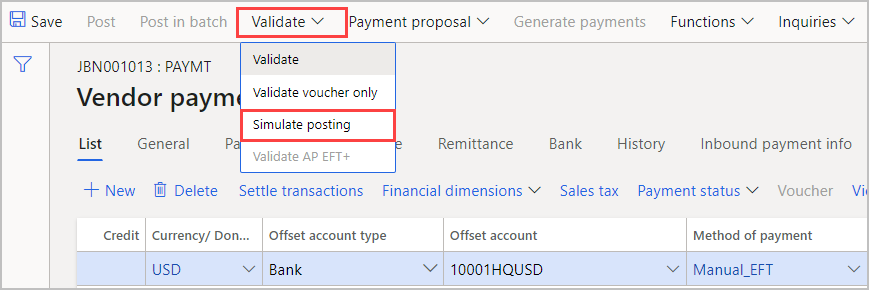 Save Post Post in batch Validate Payment proposal Generate payments Functions Inquiries
Validate
JBN001013 : PAYMT
Validate voucher only
Vendor payme
Simulate posting
List General Pa Remittance Bank History Inbound payment info
Validate AP EFT+
+ New Delete Settle transactions Financial dimensions Sales tax Payment status Voucher Vi
Credit Currency/ Don... Offset account type Offset account Method of payment
USD Bank 10001HQUSD Manual_EFT